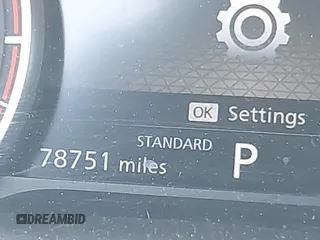 OK Settings
STANDARD
78751 miles P
DREAMBID